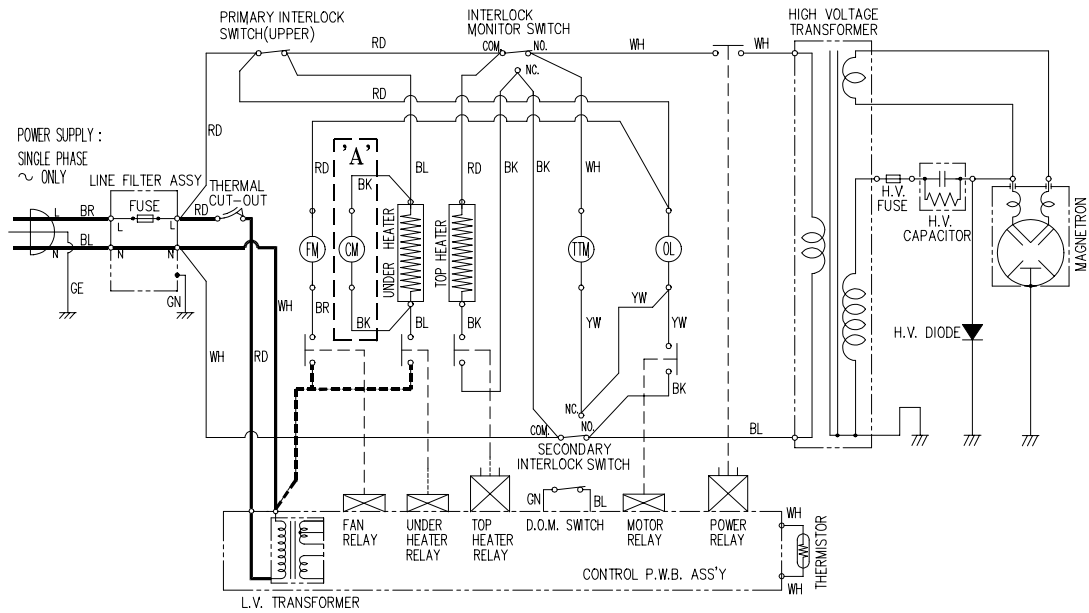 PRIMARY INTERLOCK
SWITCH(UPPER)
INTERLOCK
MONITOR SWITCH
HIGH VOLTAGE
TRANSFORMER
RD
COM.
NO.
WH
WH
NC.
RD
RD
POWER SUPPLY :
SINGLE PHASE
~ ONLY
LINE FILTER ASSY
THERMAL
CUT-OUT
RD
'A'
BL
RD
BK
BK
WH
BK
L
BR
L
FUSE
L
RD
BL
N
N
N
GE
GN
FM
CM
UNDER HEATER
TOP HEATER
TTM
OL
H.V.
FUSE
H.V.
CAPACITOR
MAGNETRON
H.V. DIODE
WH
BR
BK
BL
BK
YW
YW
WH
RD
BK
NC.
COM.
NO.
BL
SECONDARY
INTERLOCK SWITCH
GN
BL
FAN
RELAY
UNDER
HEATER
RELAY
TOP
HEATER
RELAY
D.O.M. SWITCH
MOTOR
RELAY
POWER
RELAY
WH
THERMISTOR
CONTROL P.W.B. ASS'Y
WH
L.V. TRANSFORMER